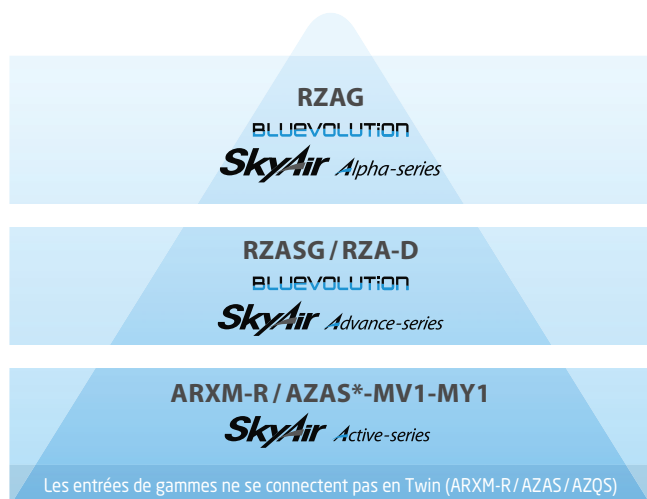 RZAG
BLUEVOLUTiON
SkyAir Alpha-series
RZASG / RZA-D
BLUEVOLUTiON
SkyAir Advance-series
ARXM-R / AZAS*-MV1-MY1
SkyAir Active-series
Les entrées de gammes ne se connectent pas en Twin (ARXM-R / AZAS / AZQS)